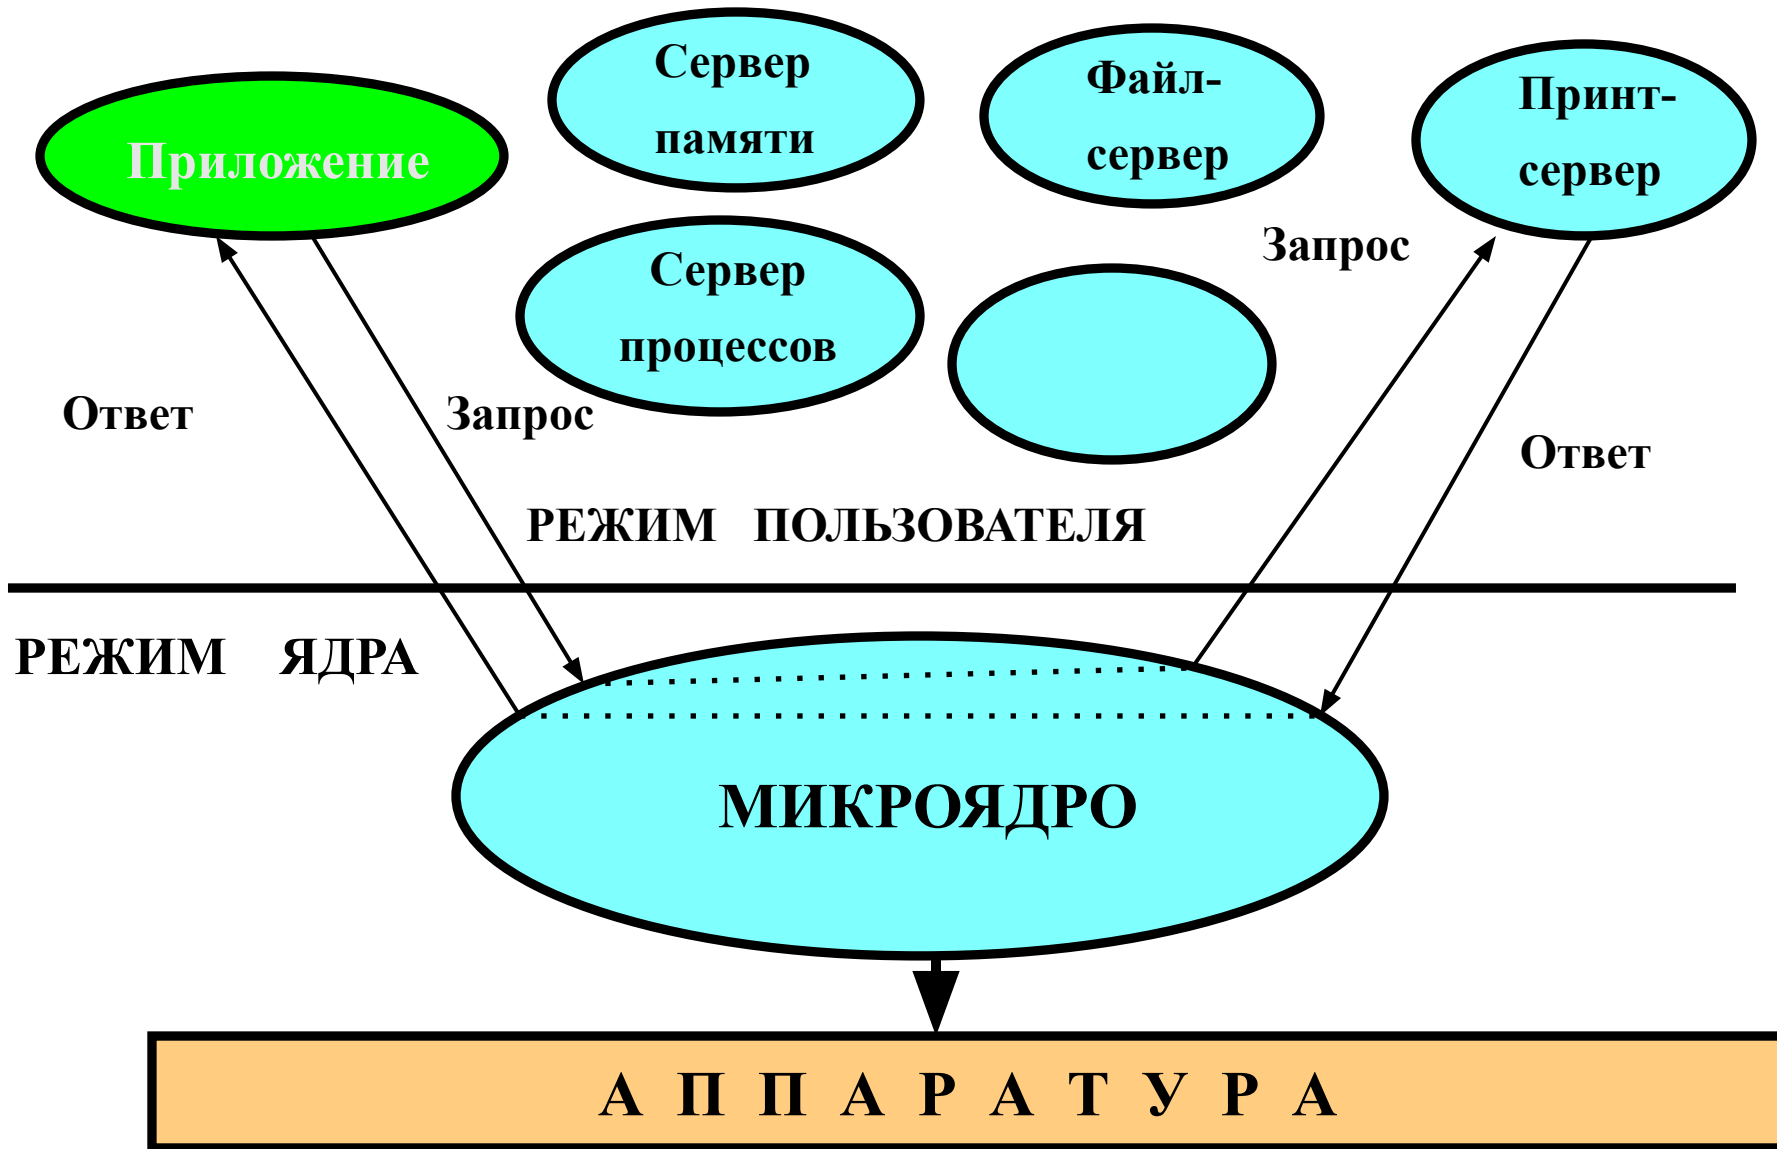 Сервер
памяти
Файл-
сервер
Принт-
сервер
Приложение
Запрос
Сервер
процессов
Ответ
Запрос
Ответ
РЕЖИМ ПОЛЬЗОВАТЕЛЯ
РЕЖИМ ЯДРА
МИКРОЯДРО
А П П А Р А Т У Р А